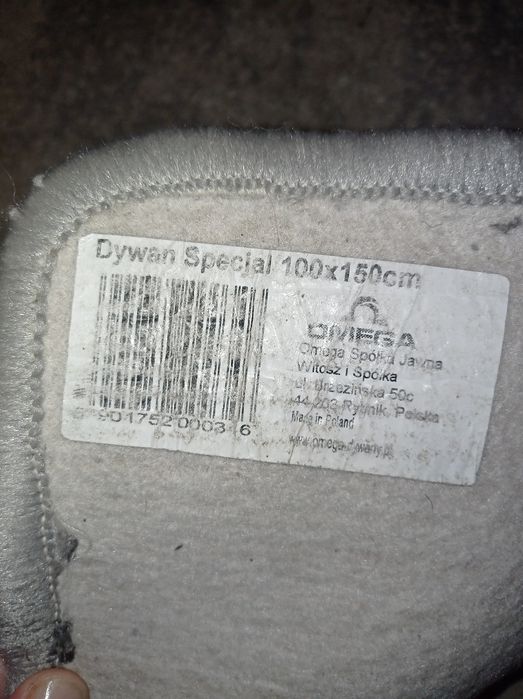 Dywan Specjal 100x150cm
OMEGA
Omega Spółka Jawna
Witosz i Spółka
ul. Brzezińska 50c
44-203 Rybnik, Polska
Made in Poland
www.omega-dywany.pl